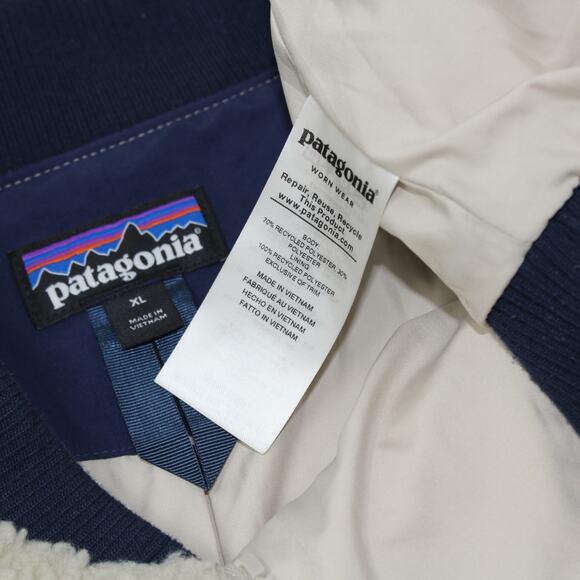 patagonia
XL
MADE IN
VIETNAM
patagonia®
WORN WEAR
Repair, Reuse, Recycle
This Product
www.patagonia.com
BODY:
70% RECYCLED POLYESTER 30%
POLYESTER
LINING:
100% RECYCLED POLYESTER
EXCLUSIVE OF TRIM
MADE IN VIETNAM
FABRIQUÉ AU VIETNAM
HECHO EN VIETNAM
FATTO IN VIETNAM